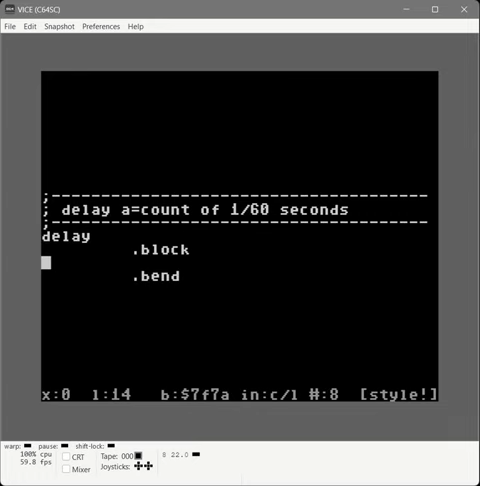 VICE (C64SC)
File Edit Snapshot Preferences Help
;-----------------------------------------
; delay a=count of 1/60 seconds
;-----------------------------------------
delay
.block
.bend
x:0 l:14 b:$7f7a in:c/l #:8 [style!]
warp: pause: shift-lock:
100% cpu
59.8 fps
CRT
Mixer
Tape: 000
Joysticks:
8 22.0